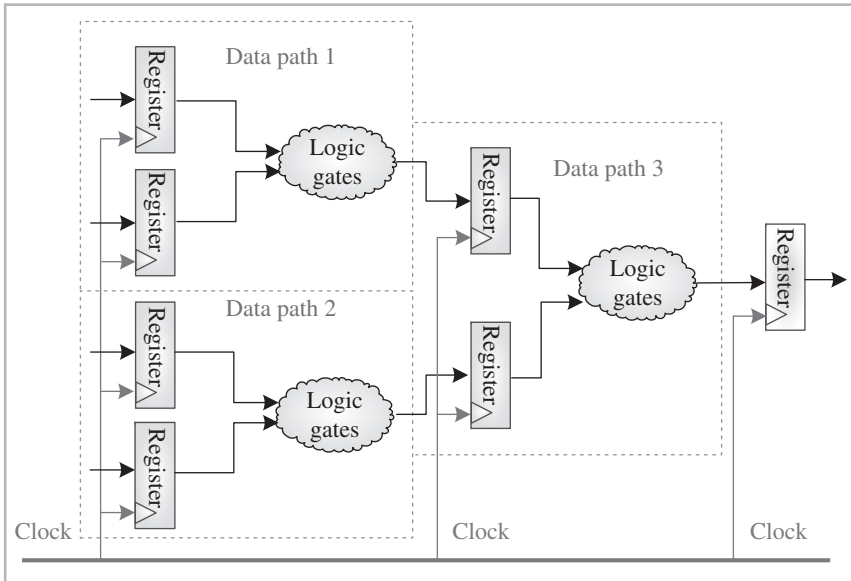 Data path 1
Register
Logic
gates
Register
Data path 2
Register
Logic
gates
Register
Data path 3
Register
Logic
gates
Register
Register
Clock
Clock
Clock